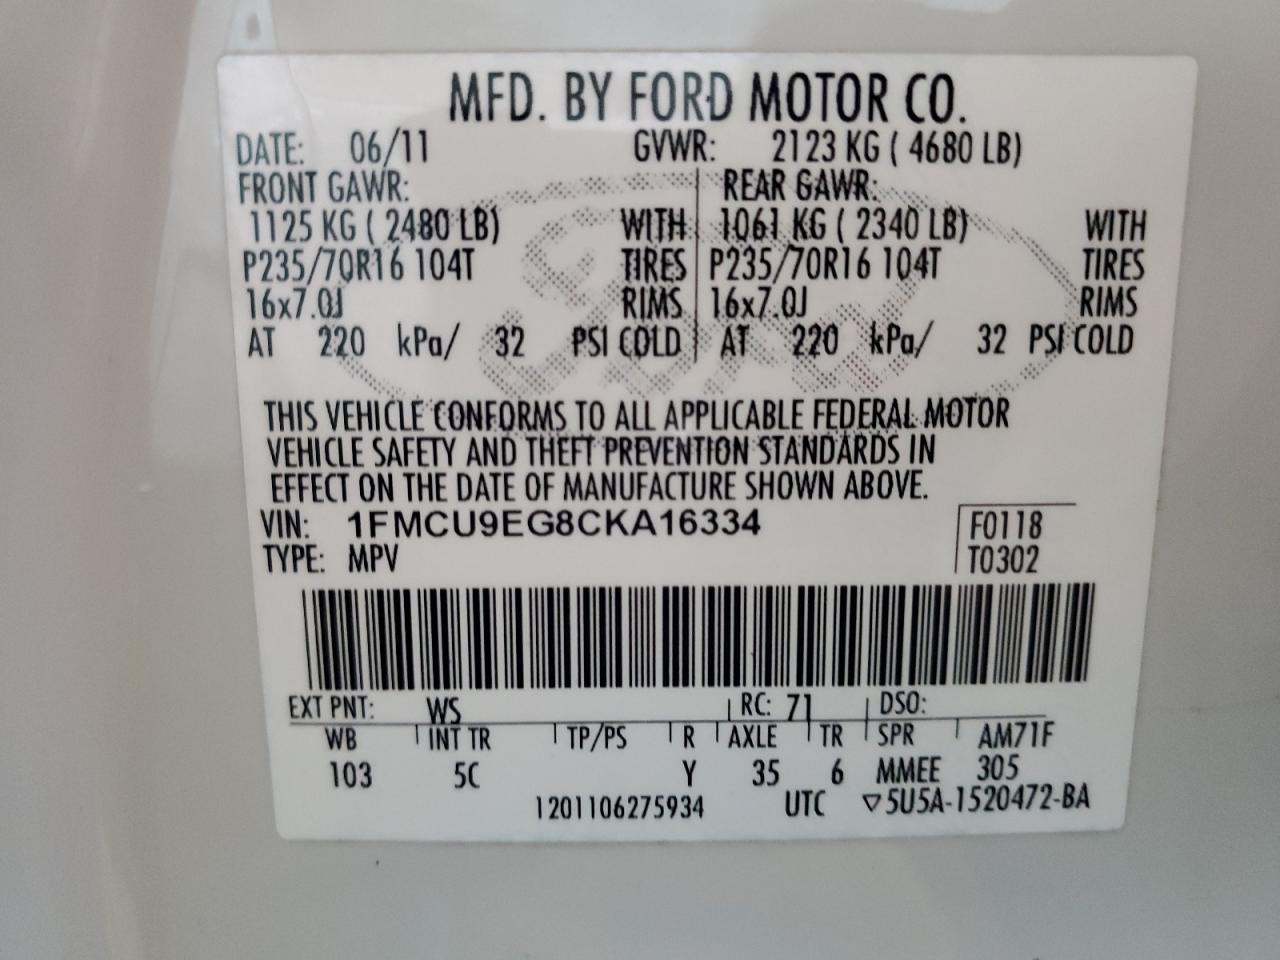 MFD. BY FORD MOTOR CO.
DATE: 06/11 GVWR: 2123 KG ( 4680 LB)
FRONT GAWR: REAR GAWR:
1125 KG ( 2480 LB) WITH 1061 KG ( 2340 LB) WITH
P235/70R16 104T TIRES P235/70R16 104T TIRES
16x7.0J RIMS 16x7.0J RIMS
AT 220 kPa/ 32 PSI COLD AT 220 kPa/ 32 PSI COLD
Ford
THIS VEHICLE CONFORMS TO ALL APPLICABLE FEDERAL MOTOR
VEHICLE SAFETY AND THEFT PREVENTION STANDARDS IN
EFFECT ON THE DATE OF MANUFACTURE SHOWN ABOVE.
VIN: 1FMCU9EG8CKA16334 F0118
TYPE: MPV T0302
EXT PNT: WS RC: 71 DSO:
WB INT TR TP/PS R AXLE TR SPR AM71F
103 5C Y 35 6 MMEE 305
1201106275934 UTC ▽5U5A-1520472-BA